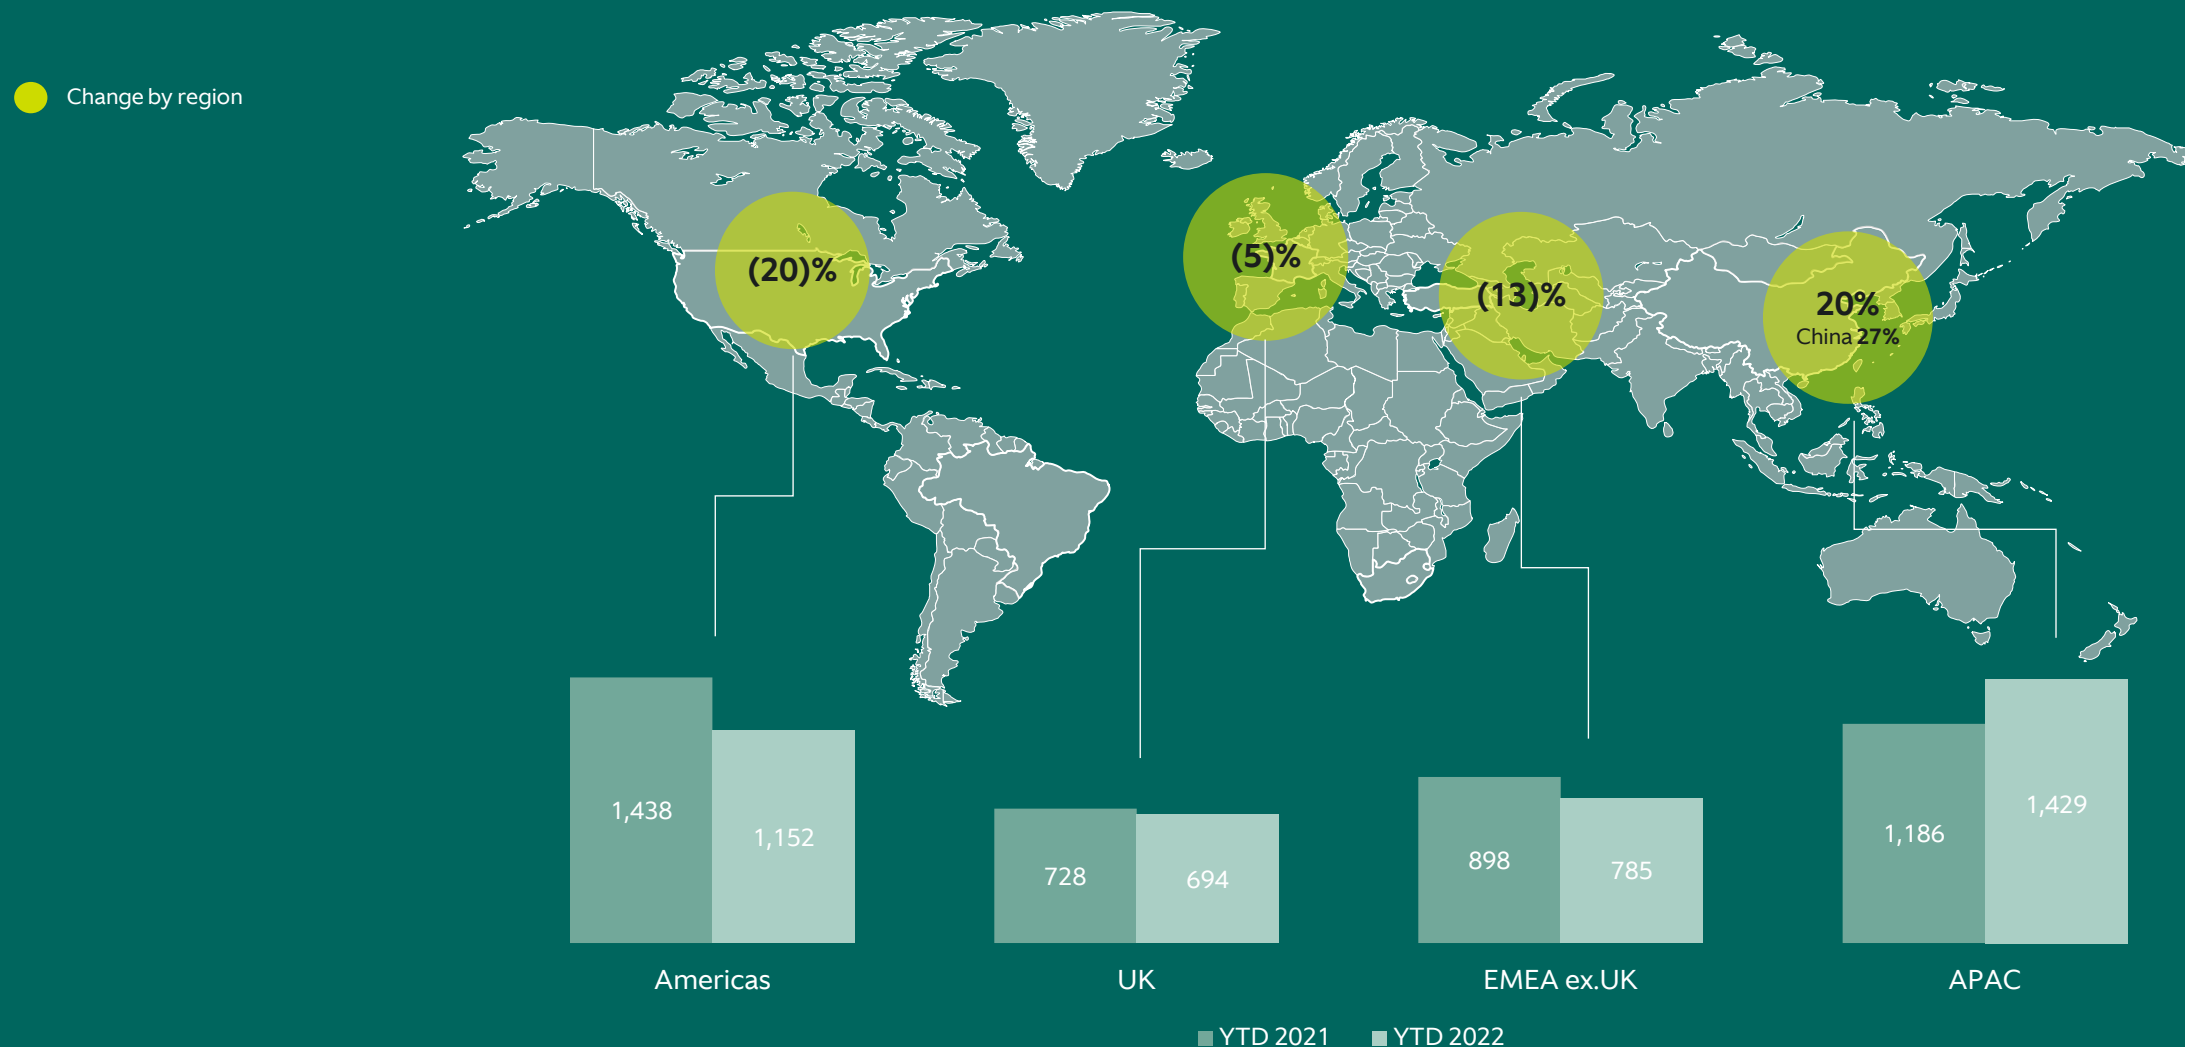 Change by region
(20)%
(5)%
(13)%
20%
China 27%
1,438
1,152
728
694
898
785
1,186
1,429
Americas
UK
EMEA ex.UK
APAC
YTD 2021
YTD 2022